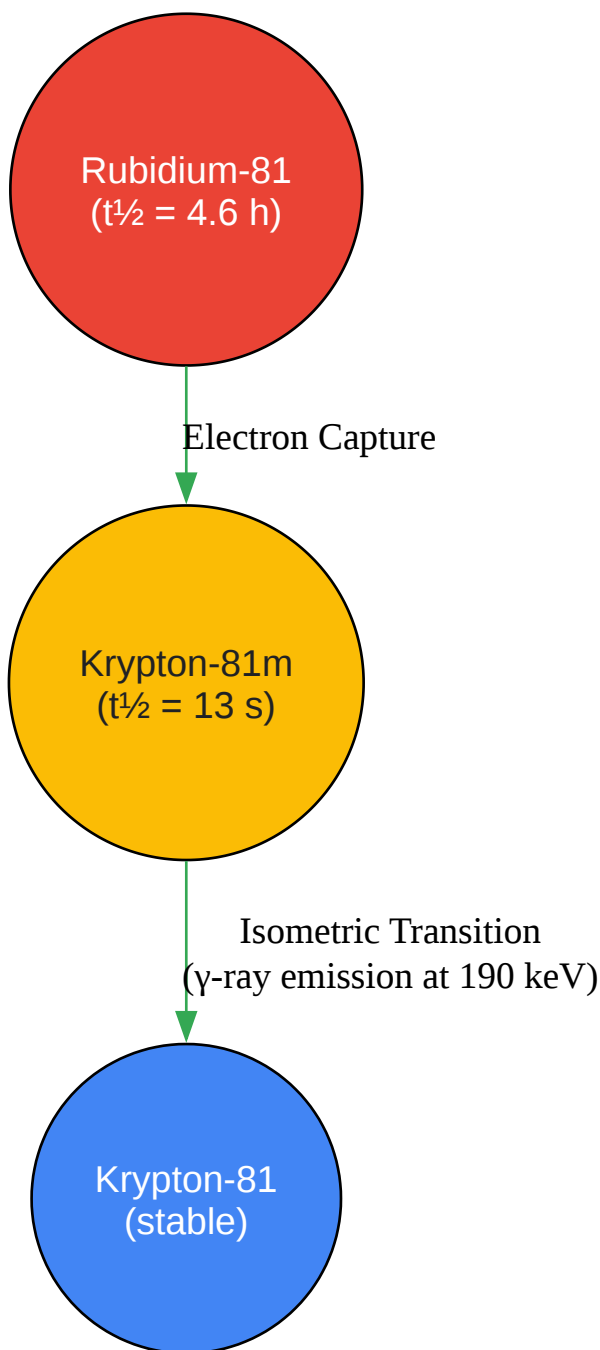 Rubidium-81
(t½ = 4.6 h)
Electron Capture
Krypton-81m
(t½ = 13 s)
Isometric Transition
(γ-ray emission at 190 keV)
Krypton-81
(stable)